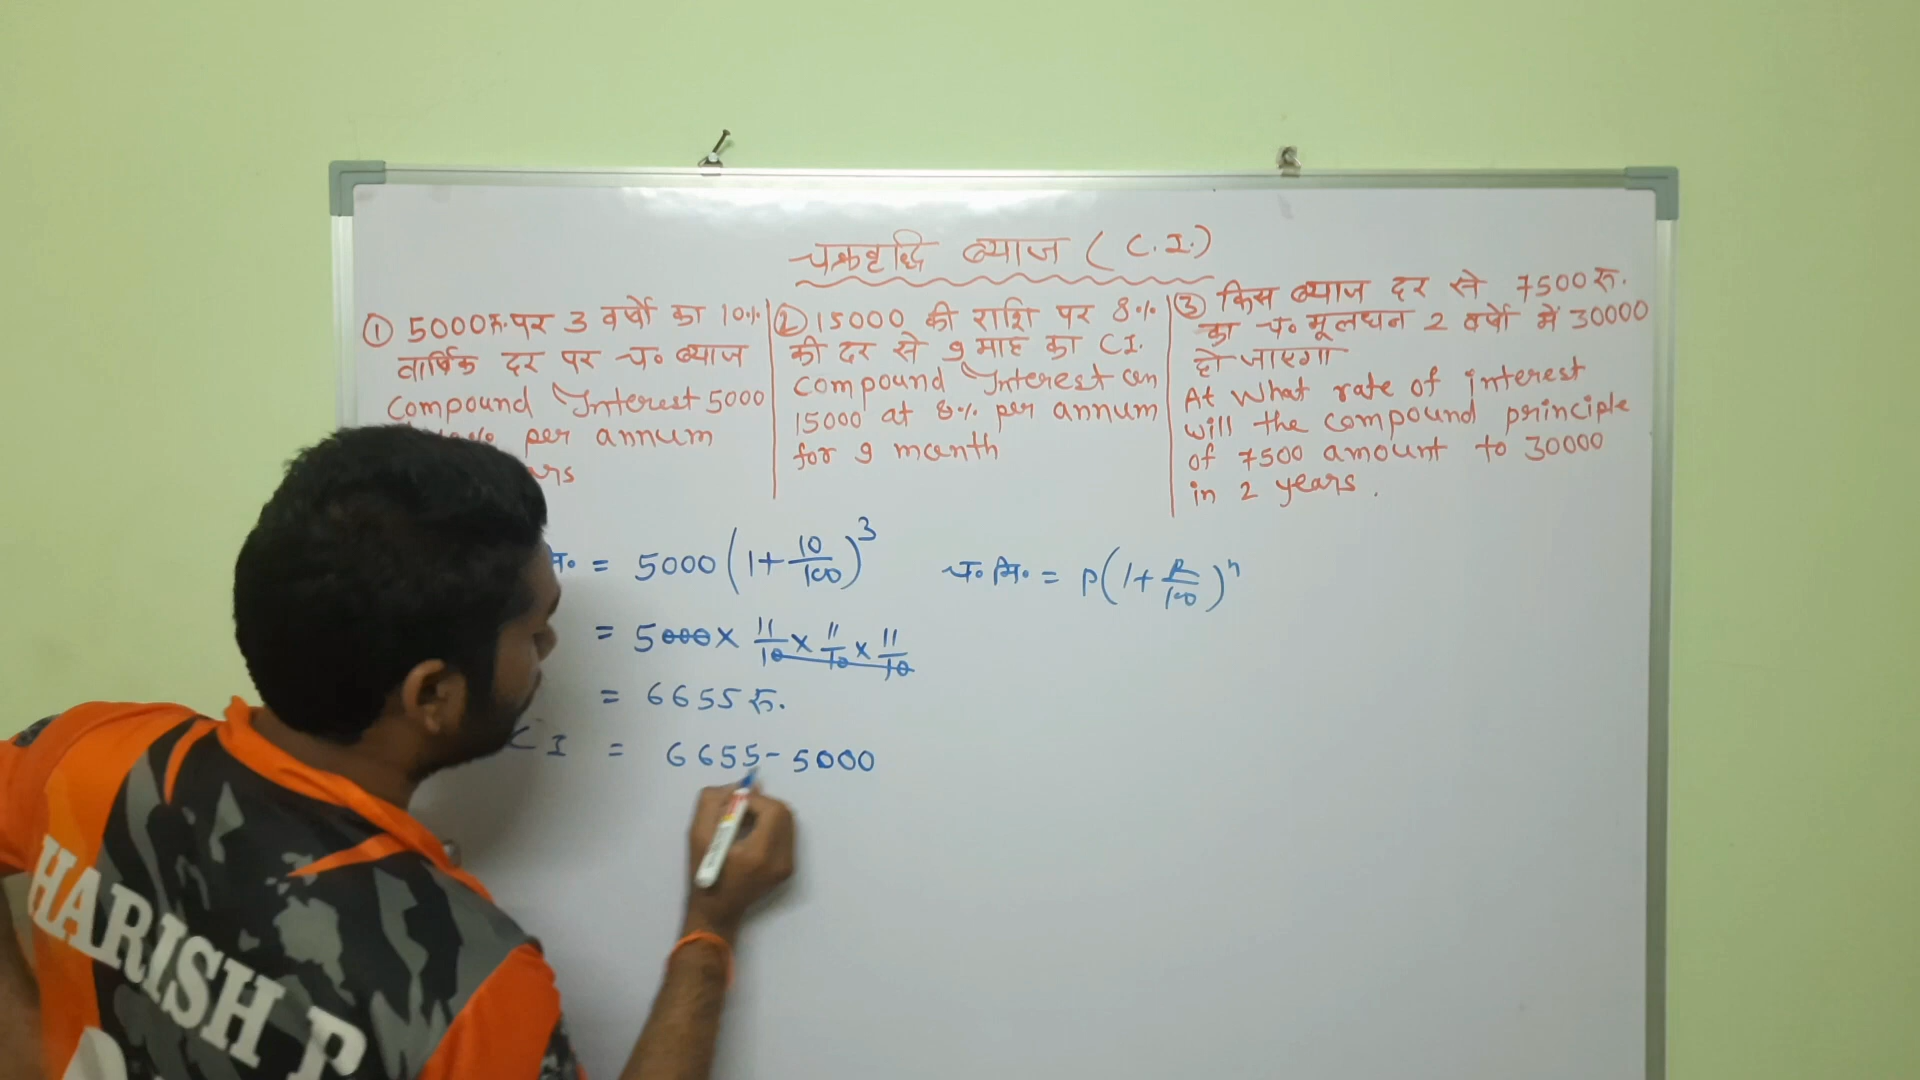 चक्रवृद्धि ब्याज ( C.I.)
① 5000रु. पर 3 वर्षो का 10%
वार्षिक दर पर च० ब्याज
Compound Interest 5000
per annum
② 15000 की राशि पर 8%
की दर से 9 माह का CI.
Compound Interest on
15000 at 8% per annum
for 9 month
③ किस ब्याज दर से 7500रु.
का च० मूलधन 2 वर्षो में 30000
हो जाएगा
At What rate of interest
will the compound principle
of 7500 amount to 30000
in 2 years.
= 5000 (1+10/100)^3
= 5000 x 11/10 x 11/10 x 11/10
= 6655 रु.
CI = 6655 - 5000
च० मि० = P(1+R/100)^n
HARISH